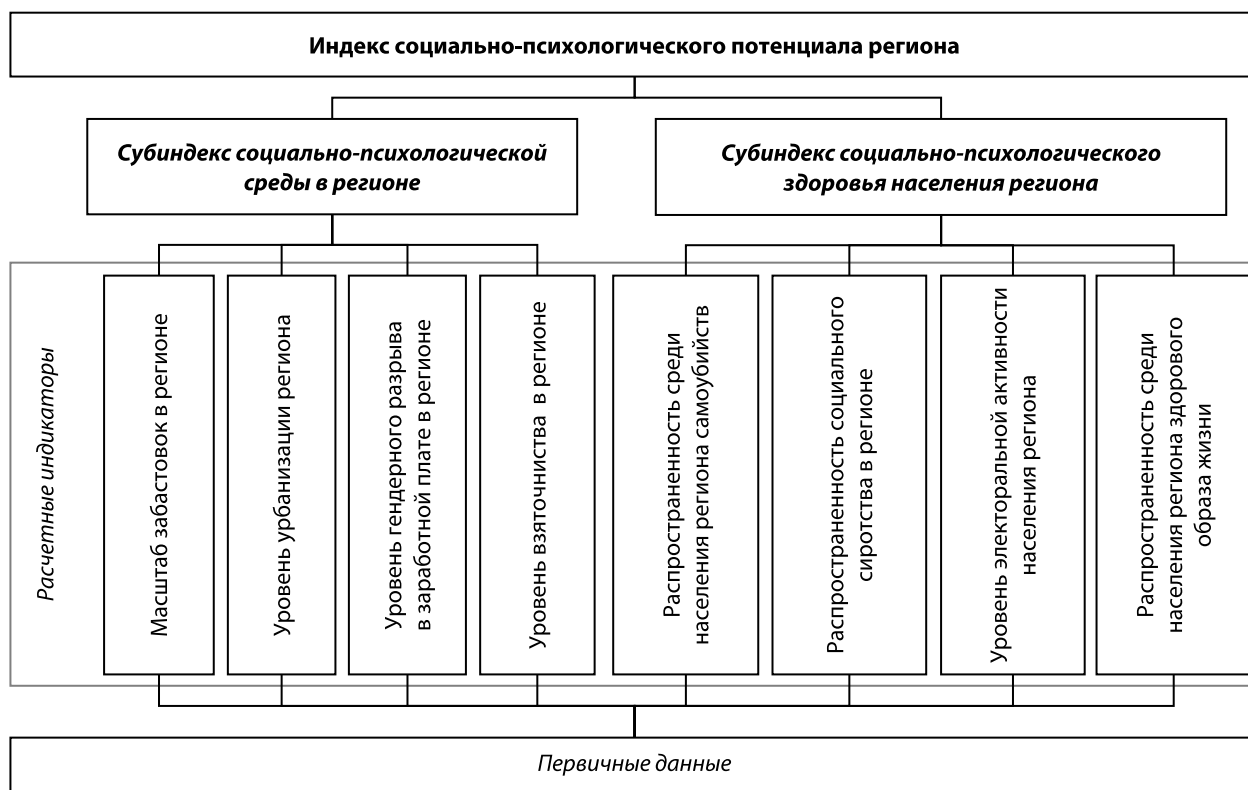 Индекс социально-психологического потенциала региона
Субиндекс социально-психологической
среды в регионе
Субиндекс социально-психологического
здоровья населения региона
Расчетные индикаторы
Масштаб забастовок в регионе
Уровень урбанизации региона
Уровень гендерного разрыва
в заработной плате в регионе
Уровень взяточниства в регионе
Распространенность среди
населения региона самоубийств
Распространенность социального
сиротства в регионе
Уровень электоральной активности
населения региона
Распространенность среди
населения региона здорового
образа жизни
Первичные данные